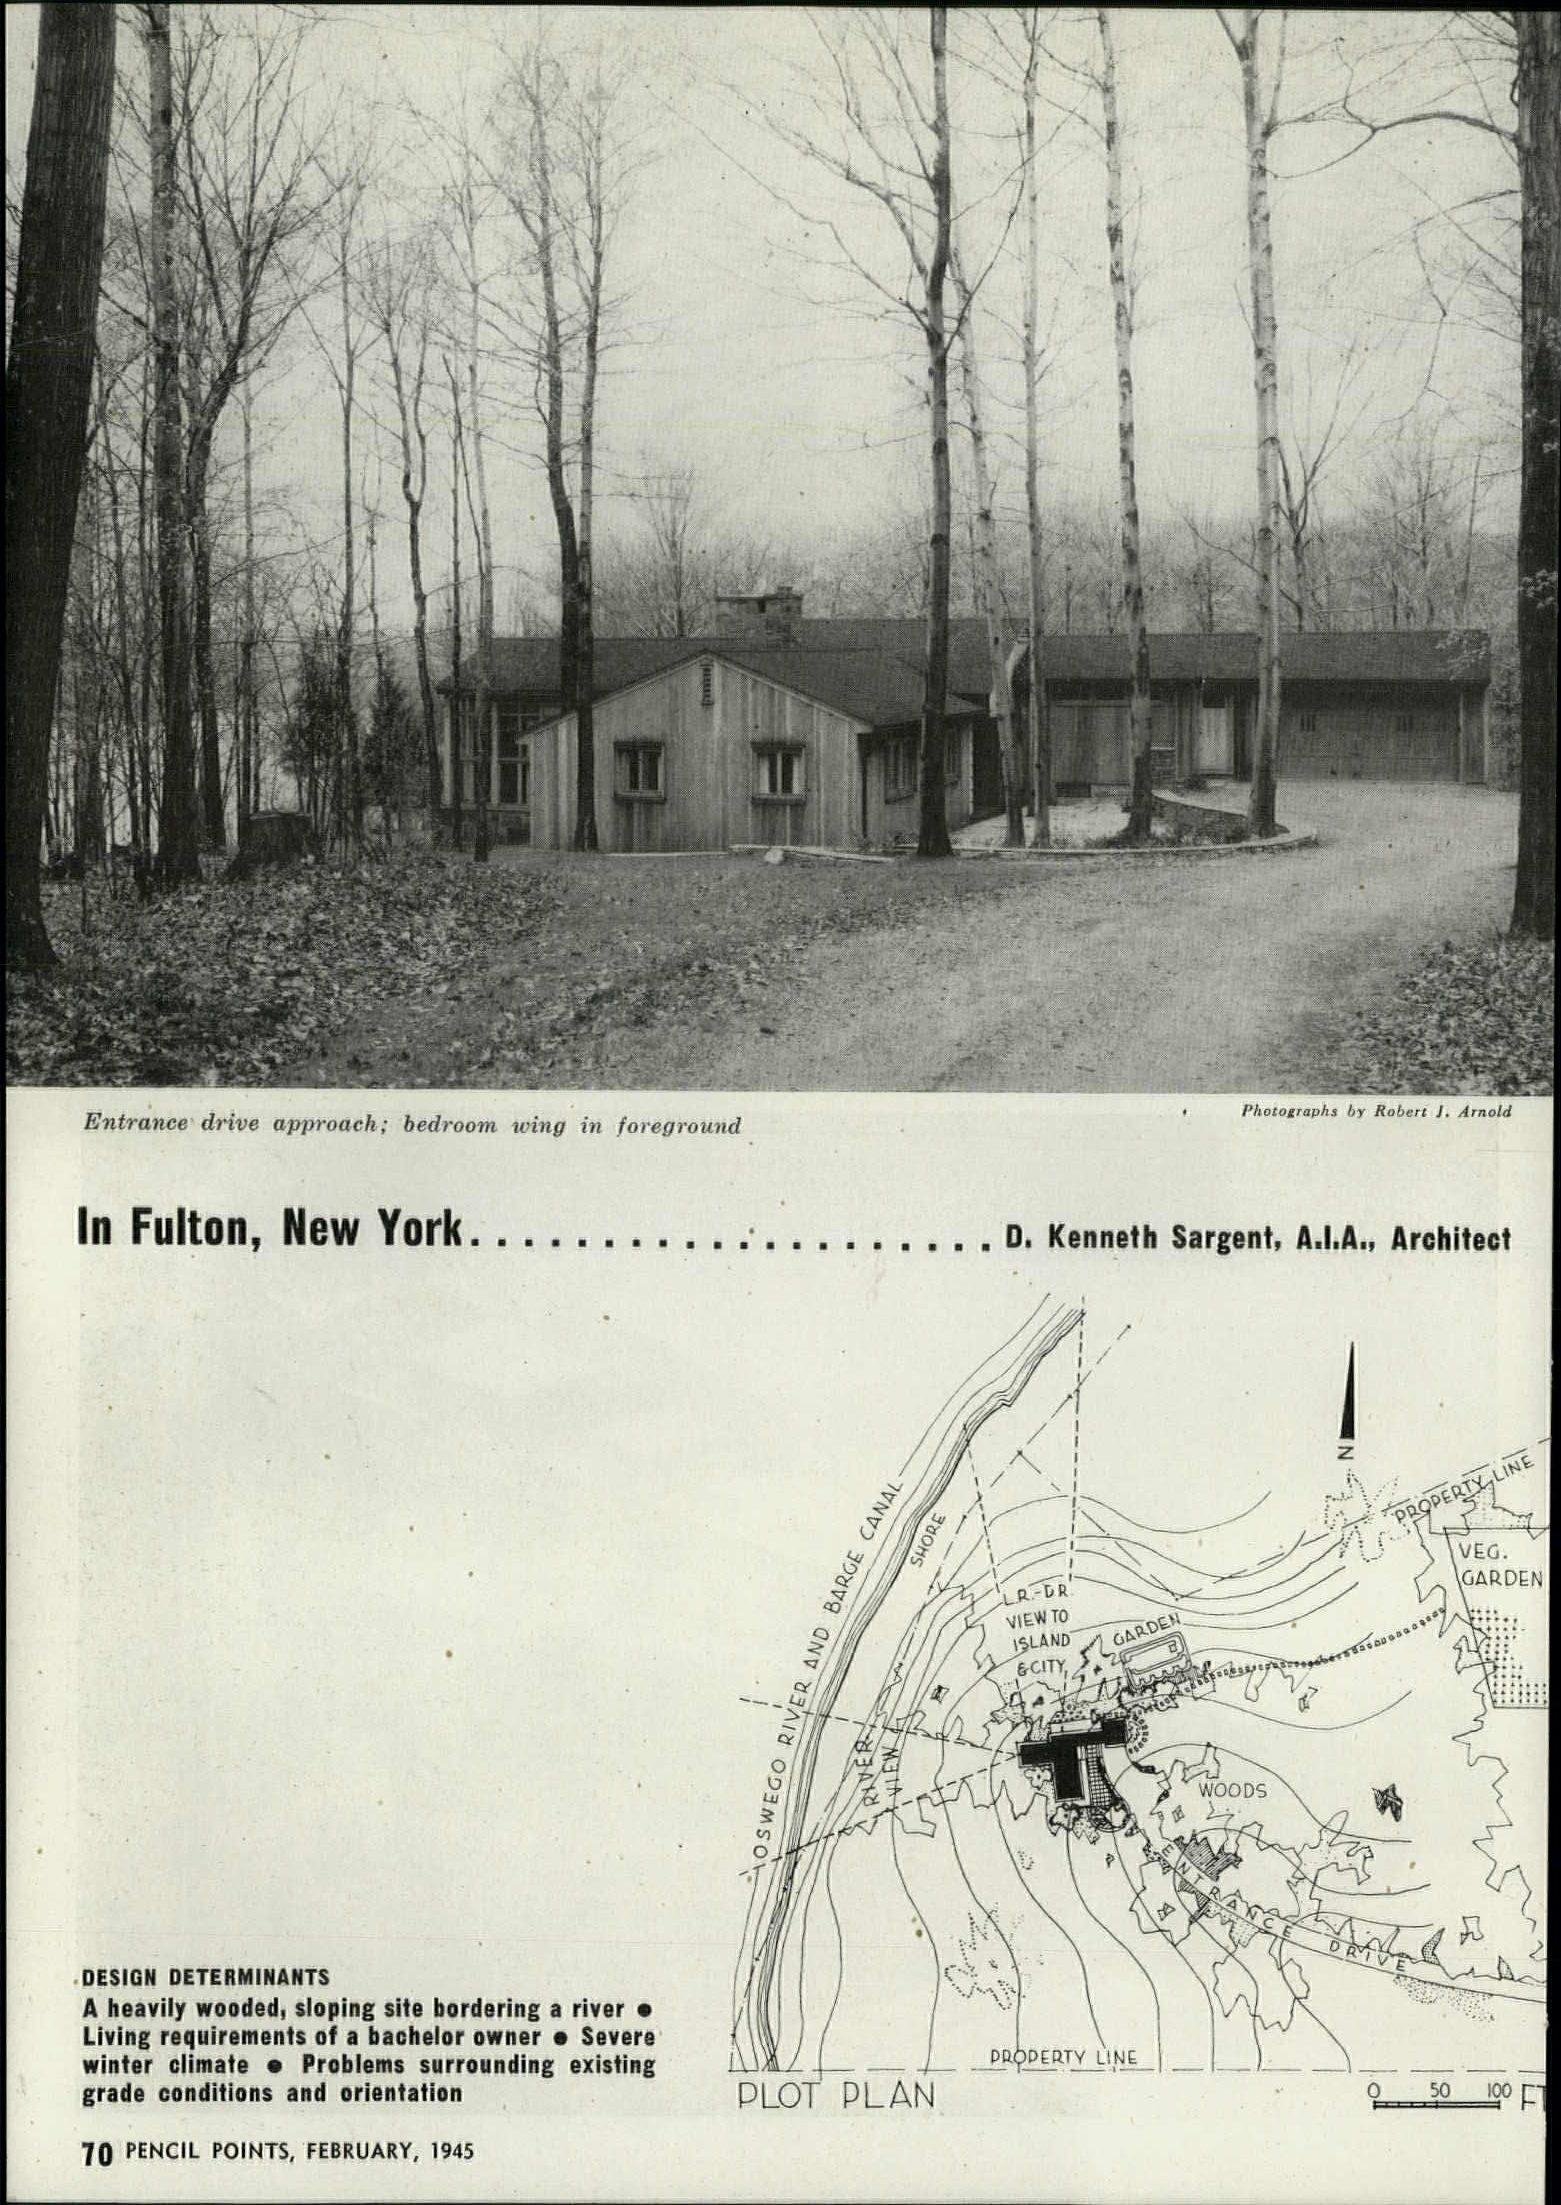 Entrance drive approach; bedroom wing in foreground
Photographs by Robert J. Arnold
In Fulton, New York. . . . . . . . . . . . . . . . . . . . D. Kenneth Sargent, A.I.A., Architect
OSWEGO RIVER AND BARGE CANAL
SHORE
N
PROPERTY LINE
VEG.
GARDEN
L.R.-D.R.
VIEW TO
ISLAND
& CITY
GARDEN
RIVER
VIEW
WOODS
ENTRANCE DRIVE
PROPERTY LINE
PLOT PLAN
0 50 100 FT
DESIGN DETERMINANTS
A heavily wooded, sloping site bordering a river ●
Living requirements of a bachelor owner ● Severe
winter climate ● Problems surrounding existing
grade conditions and orientation
70 PENCIL POINTS, FEBRUARY, 1945